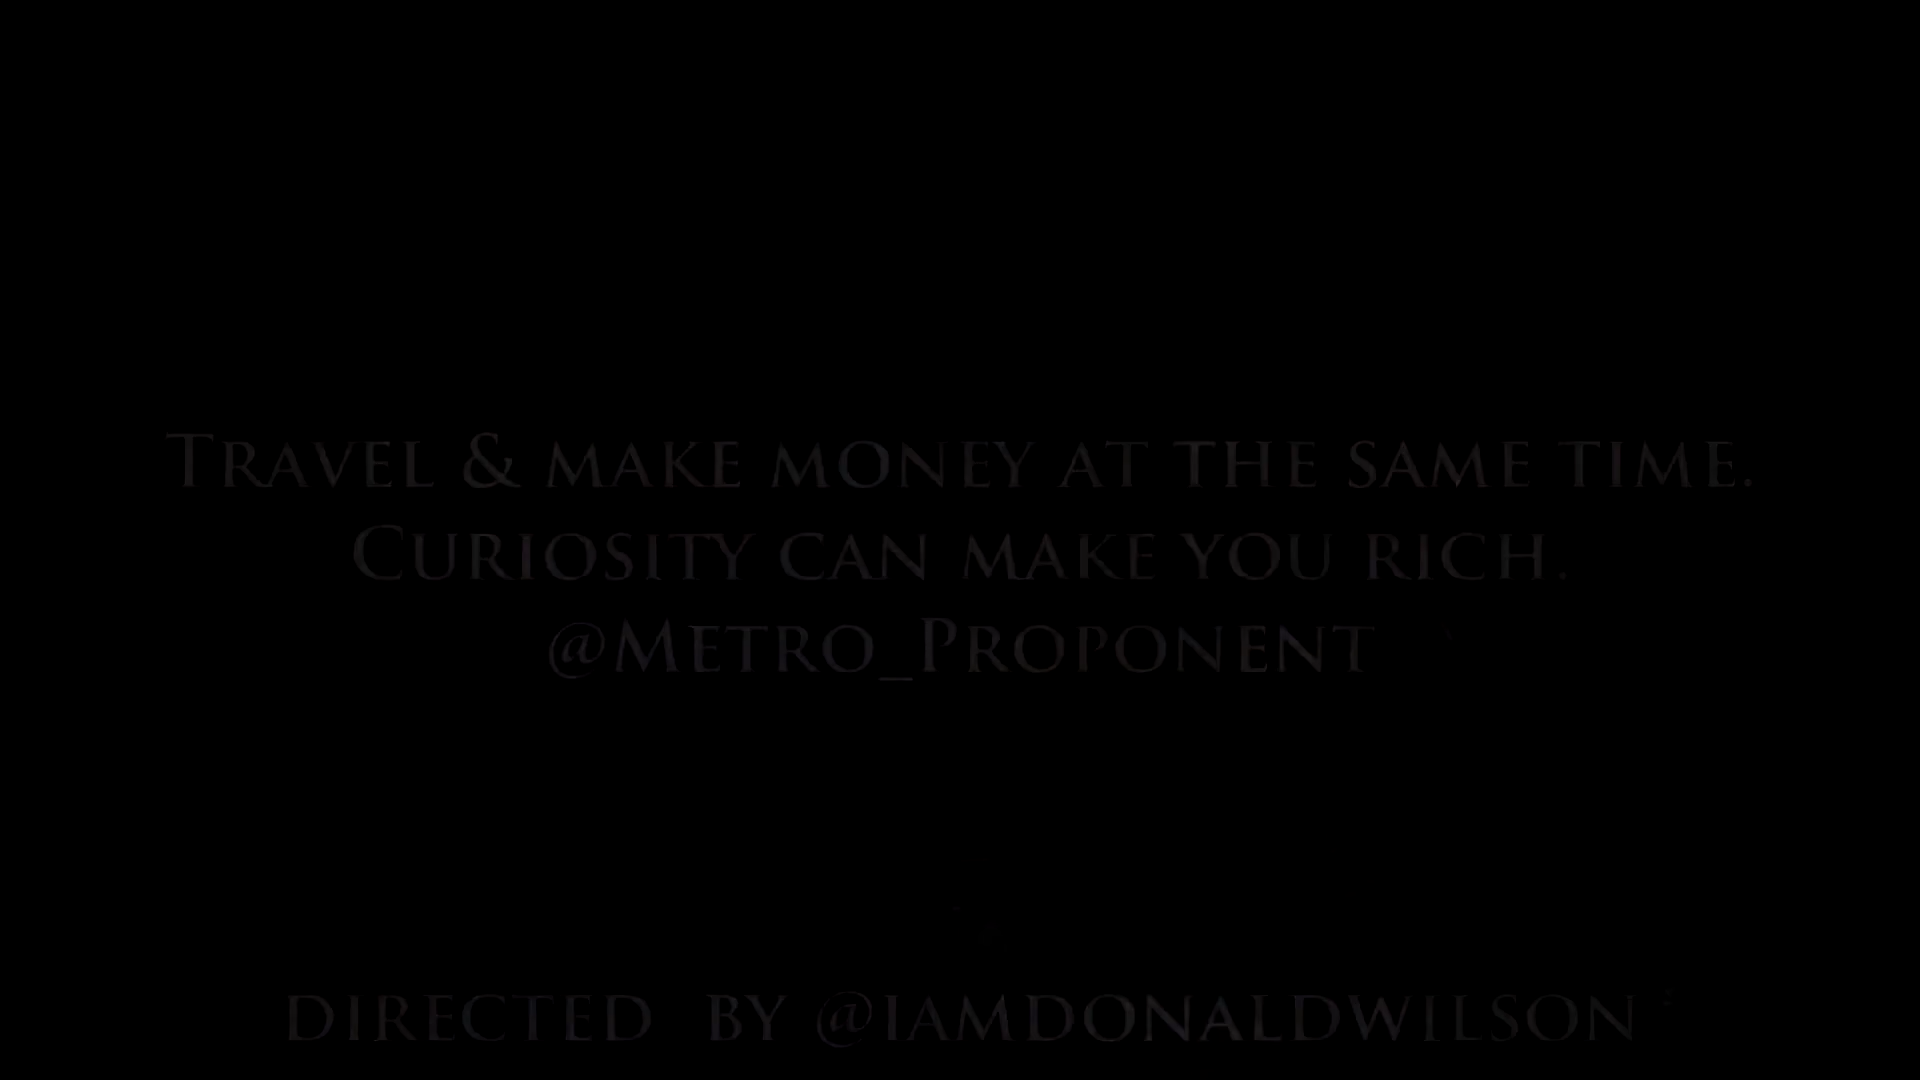 Travel & make money at the same time.
Curiosity can make you rich.
@Metro_Proponent
directed by @iamdonaldwilson